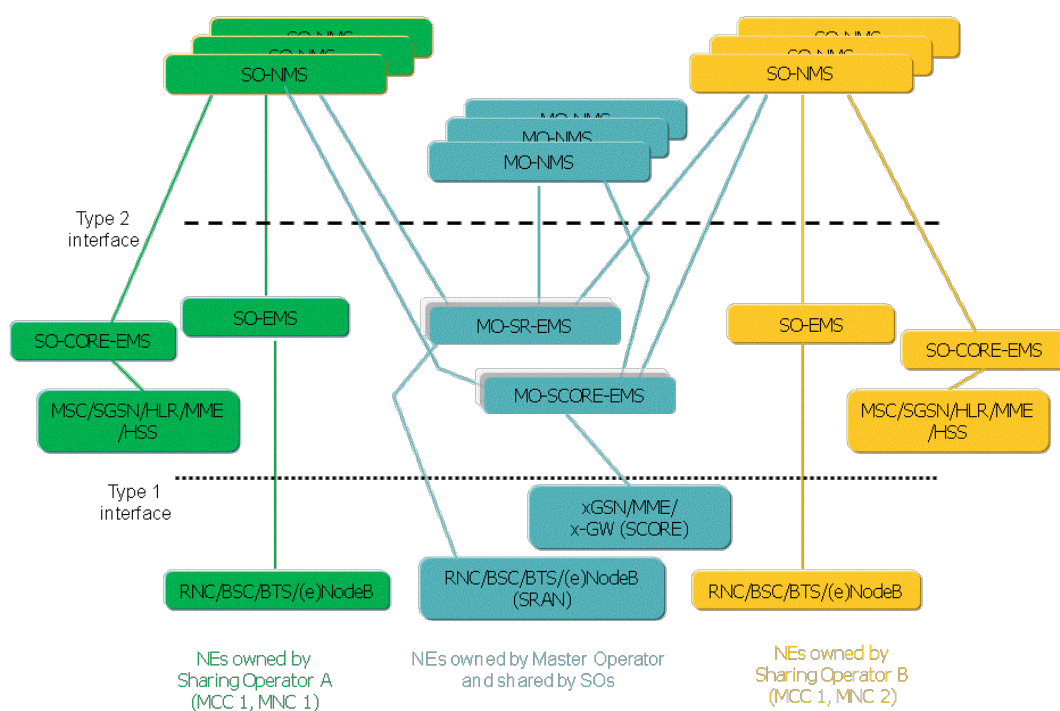 SO-NMS
SO-NMS
SO-NMS
SO-NMS
SO-NMS
SO-NMS
MO-NMS
MO-NMS
MO-NMS
Type 2
interface
SO-CORE-EMS
SO-EMS
MO-SR-EMS
SO-EMS
SO-CORE-EMS
MSC/SGSN/HLR/MME
/HSS
MO-SCORE-EMS
MSC/SGSN/HLR/MME
/HSS
Type 1
interface
xGSN/MME/
x-GW (SCORE)
RNC/BSC/BTS/(e)NodeB
RNC/BSC/BTS/(e)NodeB
(SRAN)
RNC/BSC/BTS/(e)NodeB
NEs owned by
Sharing Operator A
(MCC 1, MNC 1)
NEs owned by Master Operator
and shared by SOs
NEs owned by
Sharing Operator B
(MCC 1, MNC 2)